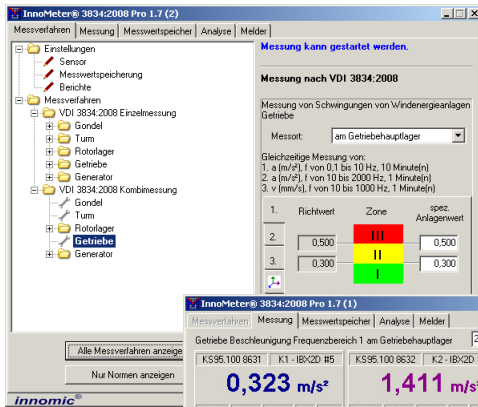 InnoMeter® 3834:2008 Pro 1.7 (2)
Messverfahren Messung Messwertspeicher Analyse Melder
Einstellungen
Sensor
Messwertspeicherung
Berichte
Messverfahren
VDI 3834:2008 Einzelmessung
Gondel
Turm
Rotorlager
Getriebe
Generator
VDI 3834:2008 Kombimessung
Gondel
Turm
Rotorlager
Getriebe
Generator
Alle Messverfahren anzeige
Nur Normen anzeigen
innomic®
Messung kann gestartet werden.
Messung nach VDI 3834:2008
Messung von Schwingungen von Windenergieanlagen
Getriebe
Messort: am Getriebehauptlager
Gleichzeitige Messung von:
1. a (m/s²), f von 0,1 bis 10 Hz, 10 Minute(n)
2. a (m/s²), f von 10 bis 2000 Hz, 1 Minute(n)
3. v (mm/s), f von 10 bis 1000 Hz, 1 Minute(n)
1. Richtwert Zone spez.
Anlagenwert
2. III
0,500 0,500
3. II
0,300 0,300
I
InnoMeter® 3834:2008 Pro 1.7 (1)
Messverfahren Messung Messwertspeicher Analyse Melder
Getriebe Beschleunigung Frequenzbereich 1 am Getriebehauptlager 2
KS95.100 8631 K1 - IBX2D #5 KS95.100 8632 K2 - IBX2D
0,323 m/s² 1,411 m/s